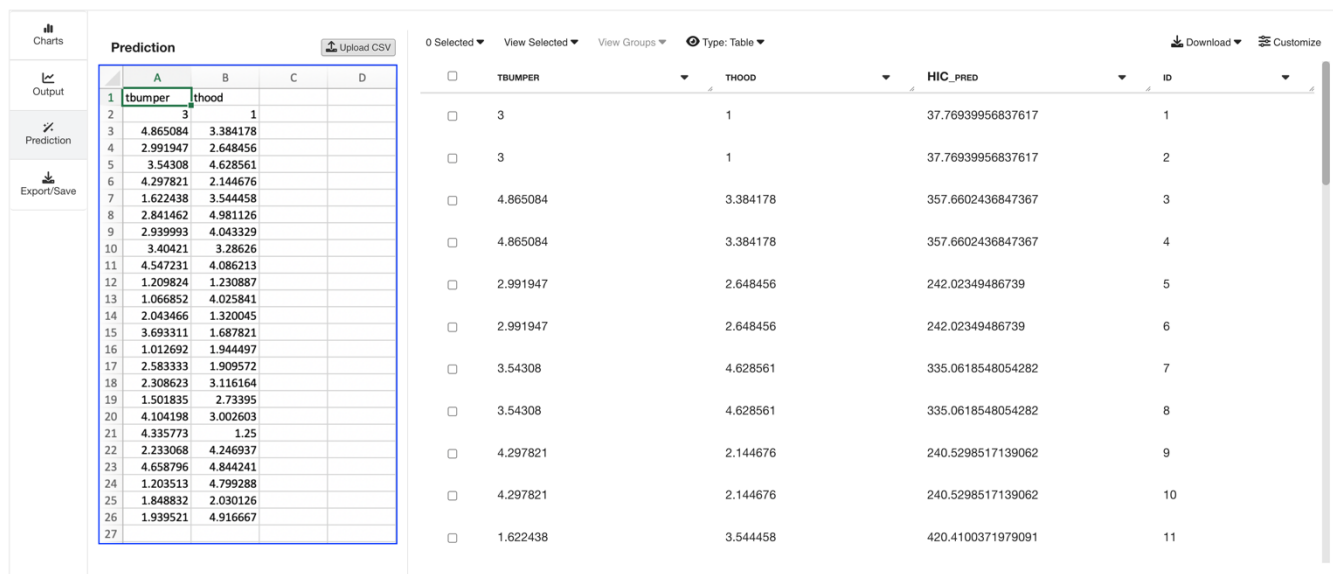 Charts
Output
Prediction
Export/Save
Prediction
Upload CSV
A B C D
1 tbumper thood
2 3 1
3 4.865084 3.384178
4 2.991947 2.648456
5 3.54308 4.628561
6 4.297821 2.144676
7 1.622438 3.544458
8 2.841462 4.981126
9 2.939993 4.043329
10 3.40421 3.28626
11 4.547231 4.086213
12 1.209824 1.230887
13 1.066852 4.025841
14 2.043466 1.320045
15 3.693311 1.687821
16 1.012692 1.944497
17 2.583333 1.909572
18 2.308623 3.116164
19 1.501835 2.73395
20 4.104198 3.002603
21 4.335773 1.25
22 2.233068 4.246937
23 4.658796 4.844241
24 1.203513 4.799288
25 1.848832 2.030126
26 1.939521 4.916667
27
0 Selected View Selected View Groups Type: Table Download Customize
TBUMPER THOOD HIC_PRED ID
3 1 37.76939956837617 1
3 1 37.76939956837617 2
4.865084 3.384178 357.6602436847367 3
4.865084 3.384178 357.6602436847367 4
2.991947 2.648456 242.02349486739 5
2.991947 2.648456 242.02349486739 6
3.54308 4.628561 335.0618548054282 7
3.54308 4.628561 335.0618548054282 8
4.297821 2.144676 240.5298517139062 9
4.297821 2.144676 240.5298517139062 10
1.622438 3.544458 420.4100371979091 11